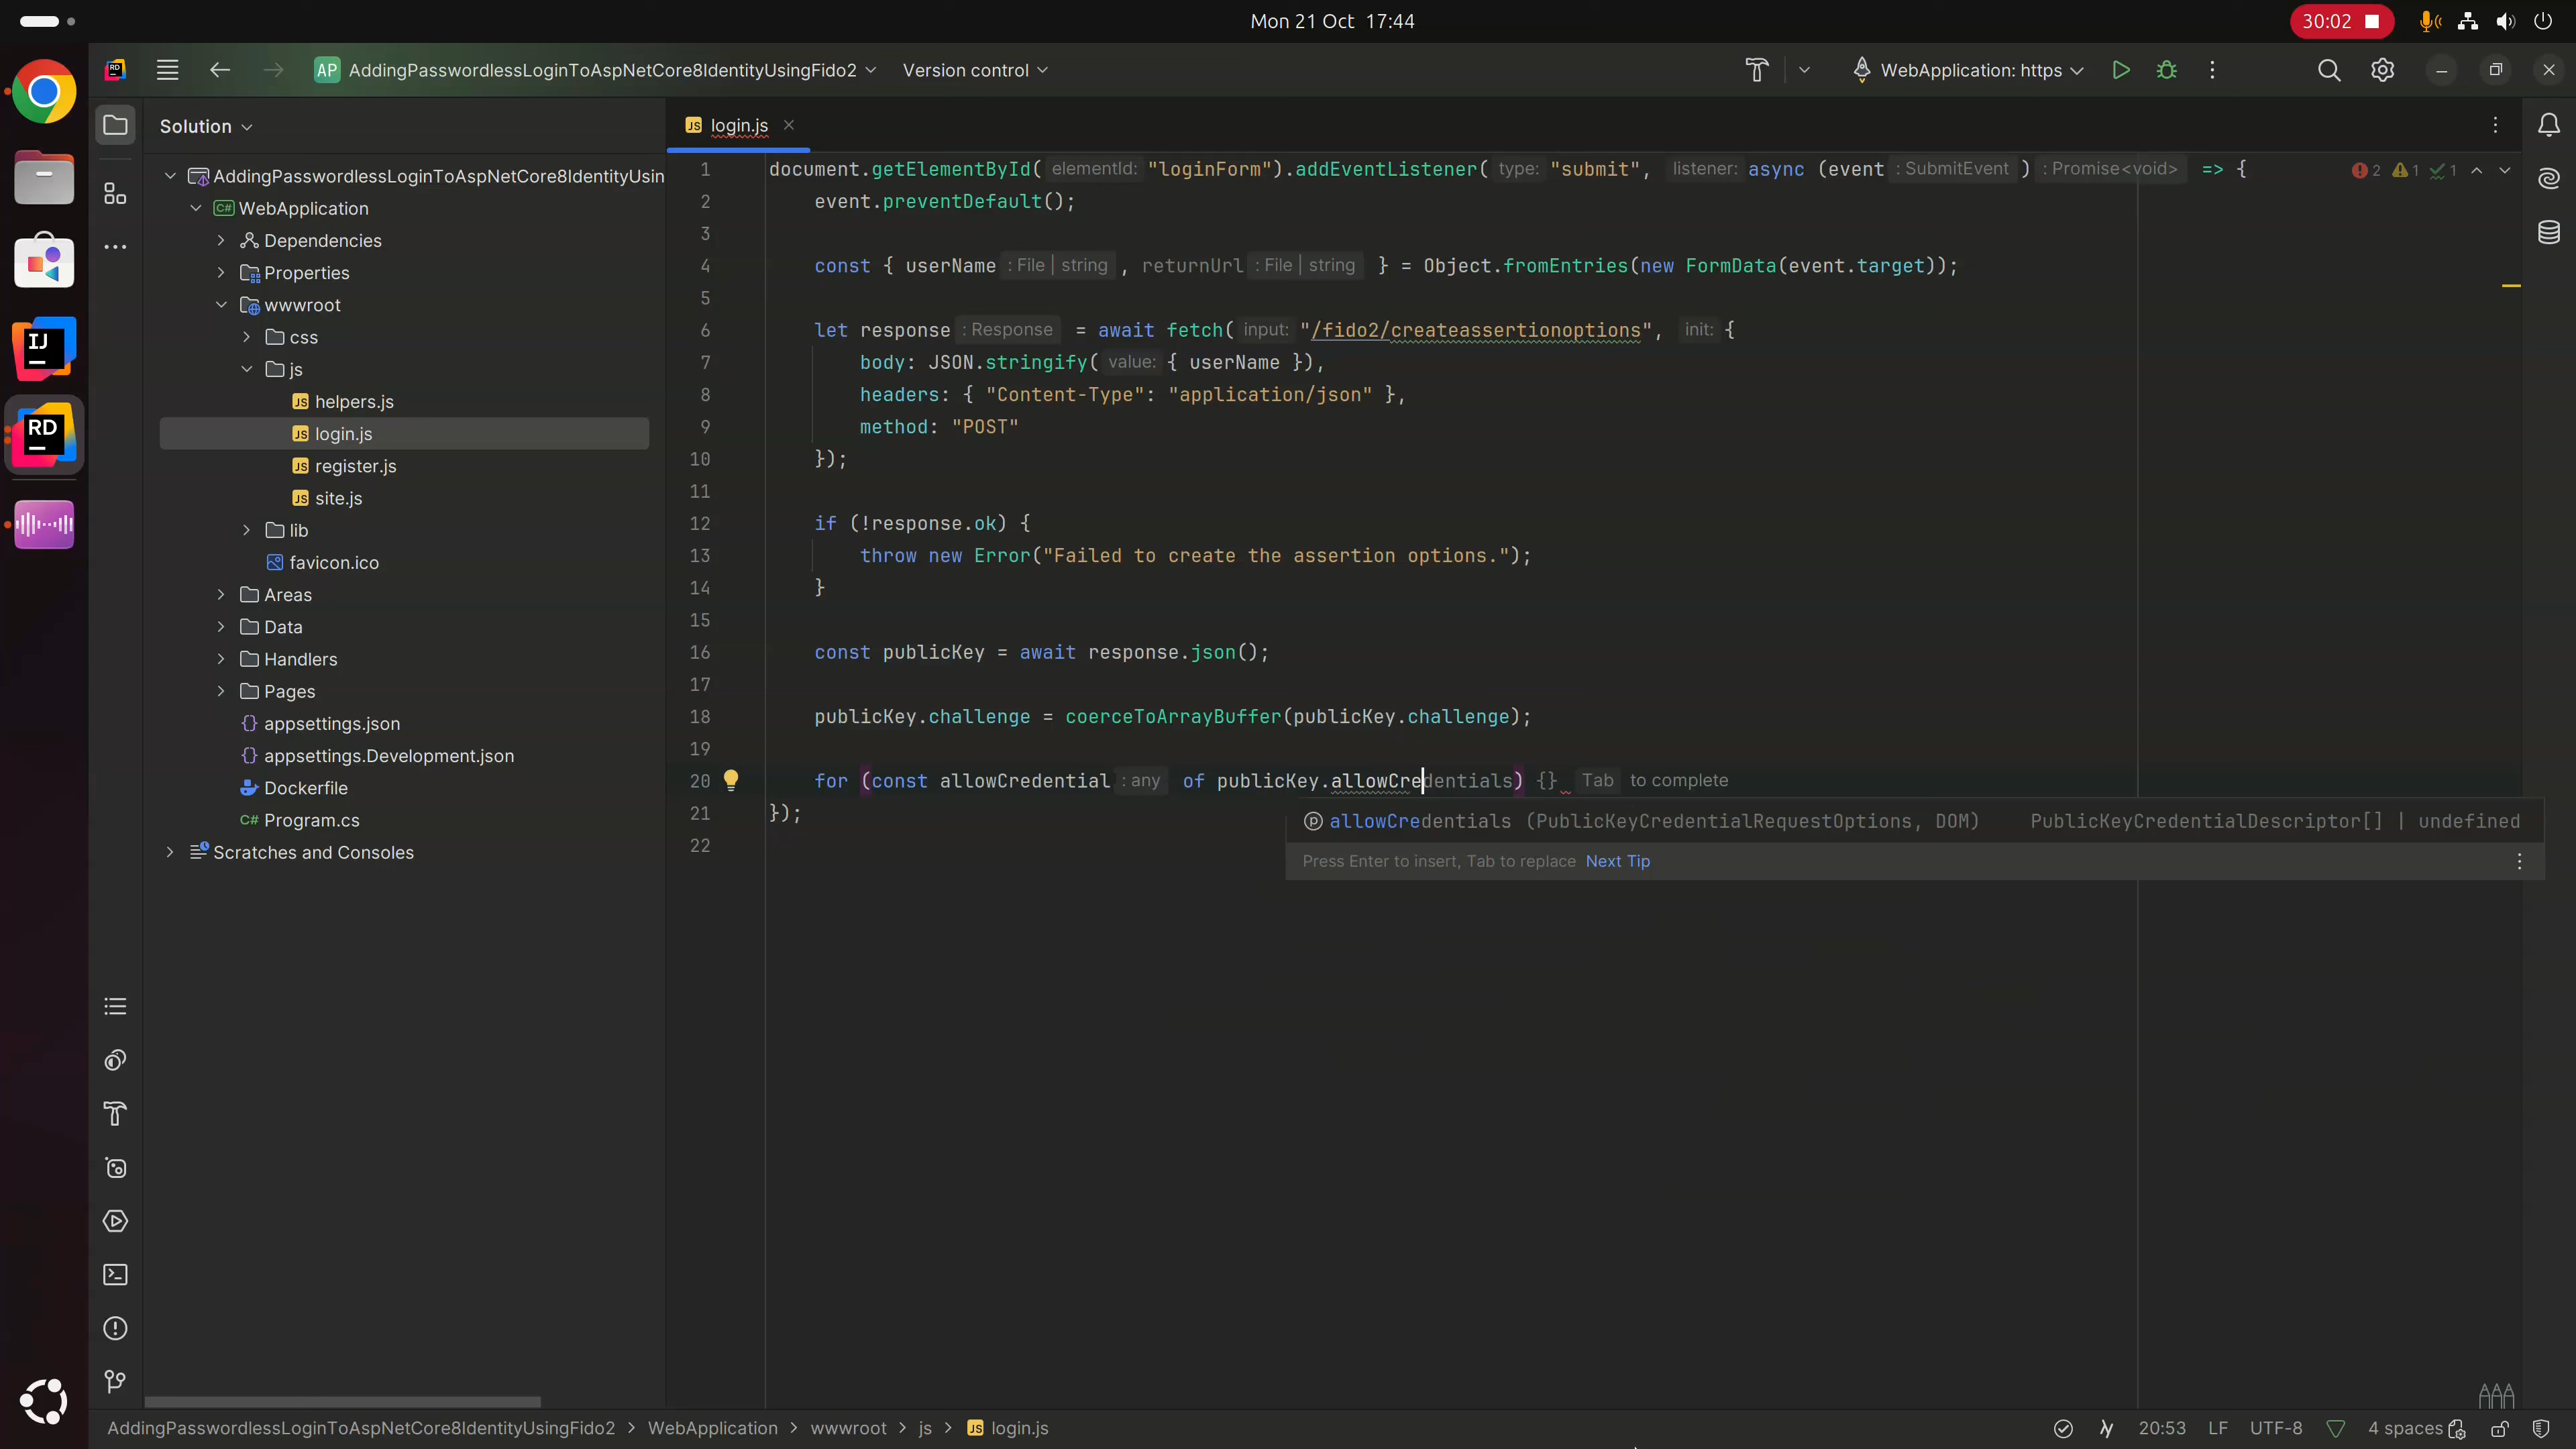 Mon 21 Oct 17:44
30:02
AP AddingPasswordlessLoginToAspNetCore8IdentityUsingFido2
Version control
WebApplication: https
Solution
login.js
AddingPasswordlessLoginToAspNetCore8IdentityUsin
WebApplication
Dependencies
Properties
wwwroot
css
js
helpers.js
login.js
register.js
site.js
lib
favicon.ico
Areas
Data
Handlers
Pages
appsettings.json
appsettings.Development.json
Dockerfile
C# Program.cs
Scratches and Consoles
1 document.getElementById( elementId: "loginForm").addEventListener( type: "submit", listener: async (event : SubmitEvent ) : Promise<void> => {
2 event.preventDefault();
3
4 const { userName : File | string , returnUrl : File | string } = Object.fromEntries(new FormData(event.target));
5
6 let response : Response = await fetch( input: "/fido2/createassertionoptions", init: {
7 body: JSON.stringify( value: { userName }),
8 headers: { "Content-Type": "application/json" },
9 method: "POST"
10 });
11
12 if (!response.ok) {
13 throw new Error("Failed to create the assertion options.");
14 }
15
16 const publicKey = await response.json();
17
18 publicKey.challenge = coerceToArrayBuffer(publicKey.challenge);
19
20 for (const allowCredential : any of publicKey.allowCredentials) {} Tab to complete
21 });
22
2 1 1
allowCredentials (PublicKeyCredentialRequestOptions, DOM) PublicKeyCredentialDescriptor[] | undefined
Press Enter to insert, Tab to replace Next Tip
AddingPasswordlessLoginToAspNetCore8IdentityUsingFido2 > WebApplication > wwwroot > js > login.js
20:53 LF UTF-8 4 spaces